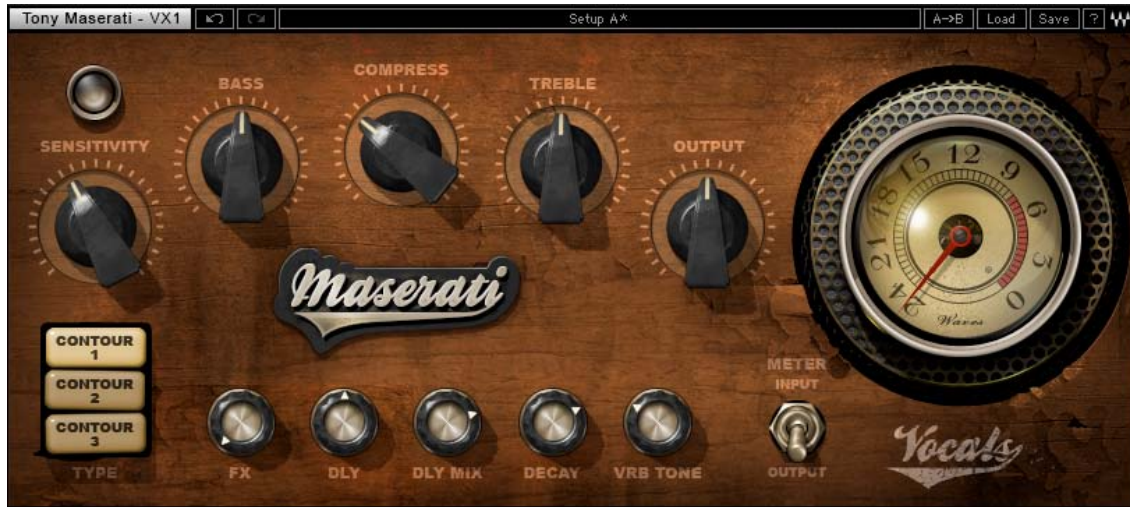 Tony Maserati - VX1
Setup A*
A->B
Load
Save
?
SENSITIVITY
BASS
COMPRESS
TREBLE
OUTPUT
24
21
18
15
12
9
6
3
0
Waves
Maserati
CONTOUR
1
CONTOUR
2
CONTOUR
3
TYPE
FX
DLY
DLY MIX
DECAY
VRB TONE
METER
INPUT
OUTPUT
Vocals